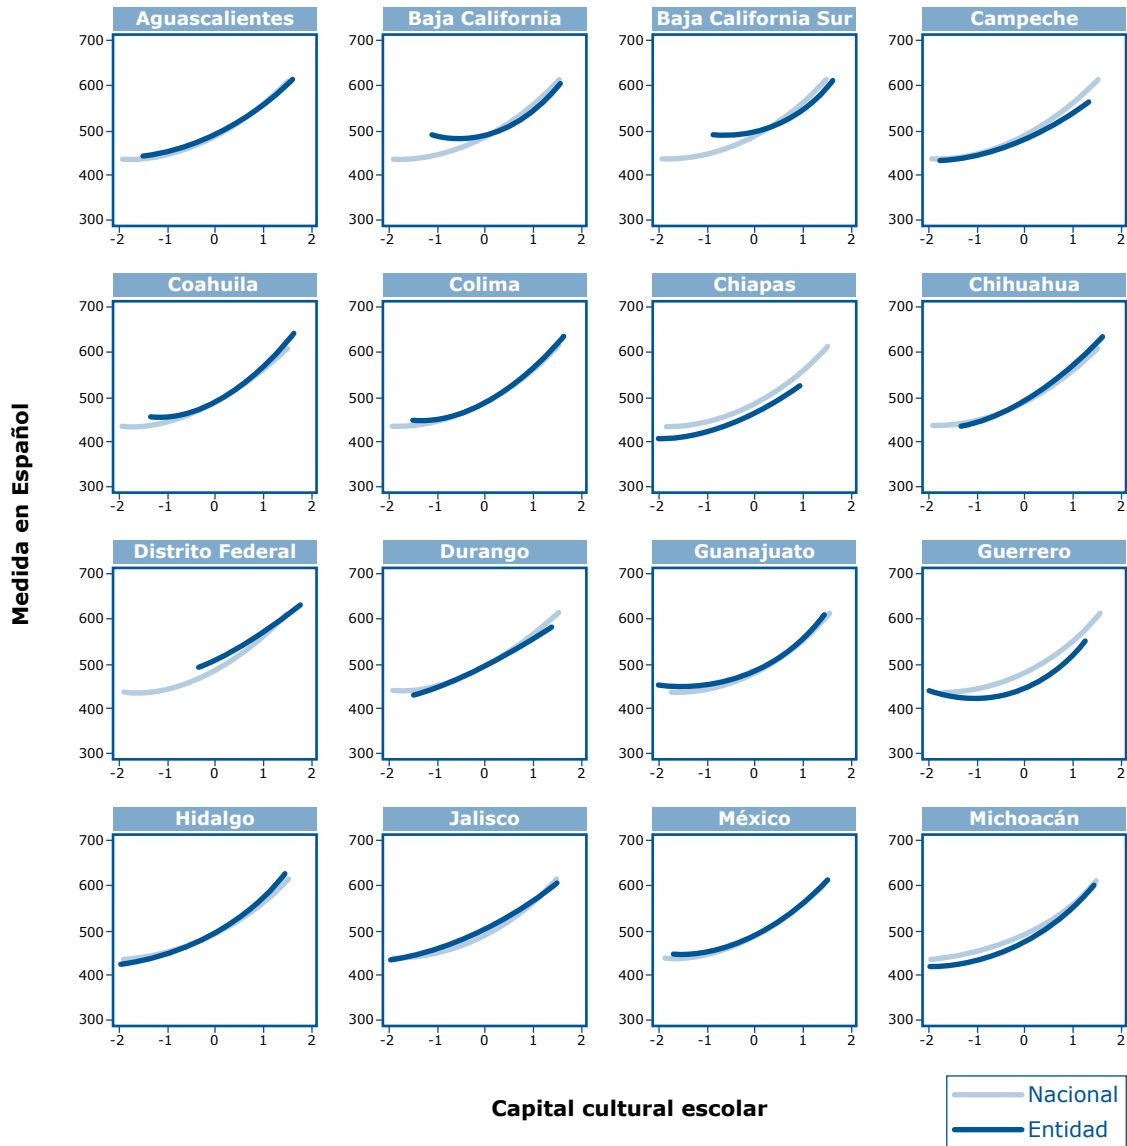 Aguascalientes Baja California Baja California Sur Campeche
700 700 700 700
600 600 600 600
500 500 500 500
400 400 400 400
300 300 300 300
-2 -1 0 1 2 -2 -1 0 1 2 -2 -1 0 1 2 -2 -1 0 1 2
Coahuila Colima Chiapas Chihuahua
700 700 700 700
600 600 600 600
500 500 500 500
400 400 400 400
300 300 300 300
-2 -1 0 1 2 -2 -1 0 1 2 -2 -1 0 1 2 -2 -1 0 1 2
Medida en Español
Distrito Federal Durango Guanajuato Guerrero
700 700 700 700
600 600 600 600
500 500 500 500
400 400 400 400
300 300 300 300
-2 -1 0 1 2 -2 -1 0 1 2 -2 -1 0 1 2 -2 -1 0 1 2
Hidalgo Jalisco México Michoacán
700 700 700 700
600 600 600 600
500 500 500 500
400 400 400 400
300 300 300 300
-2 -1 0 1 2 -2 -1 0 1 2 -2 -1 0 1 2 -2 -1 0 1 2
Capital cultural escolar
Nacional
Entidad